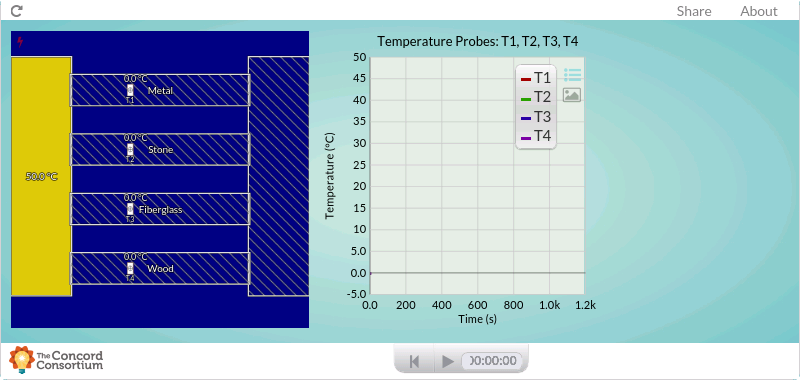 Share About
Temperature Probes: T1, T2, T3, T4
0.0 °C
Metal
T1
0.0 °C
Stone
T2
50.0 °C
0.0 °C
Fiberglass
T3
0.0 °C
Wood
T4
Temperature (°C)
50
45
40
35
30
25
20
15
10
5.0
0.0
-5.0
T1
T2
T3
T4
0.0 200 400 600 800 1.0k 1.2k
Time (s)
The Concord
Consortium
00:00:00